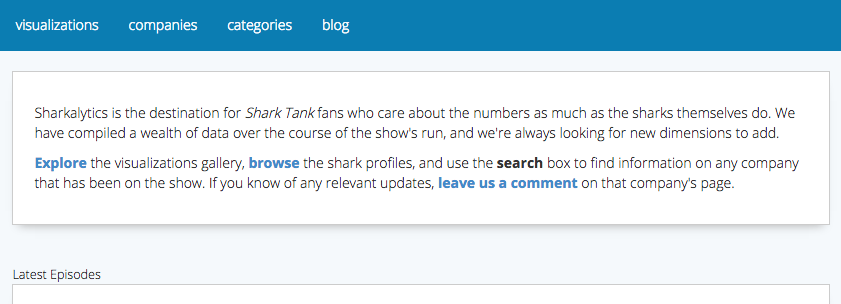 visualizations companies categories blog
Sharkalytics is the destination for Shark Tank fans who care about the numbers as much as the sharks themselves do. We
have compiled a wealth of data over the course of the show's run, and we're always looking for new dimensions to add.
Explore the visualizations gallery, browse the shark profiles, and use the search box to find information on any company
that has been on the show. If you know of any relevant updates, leave us a comment on that company's page.
Latest Episodes